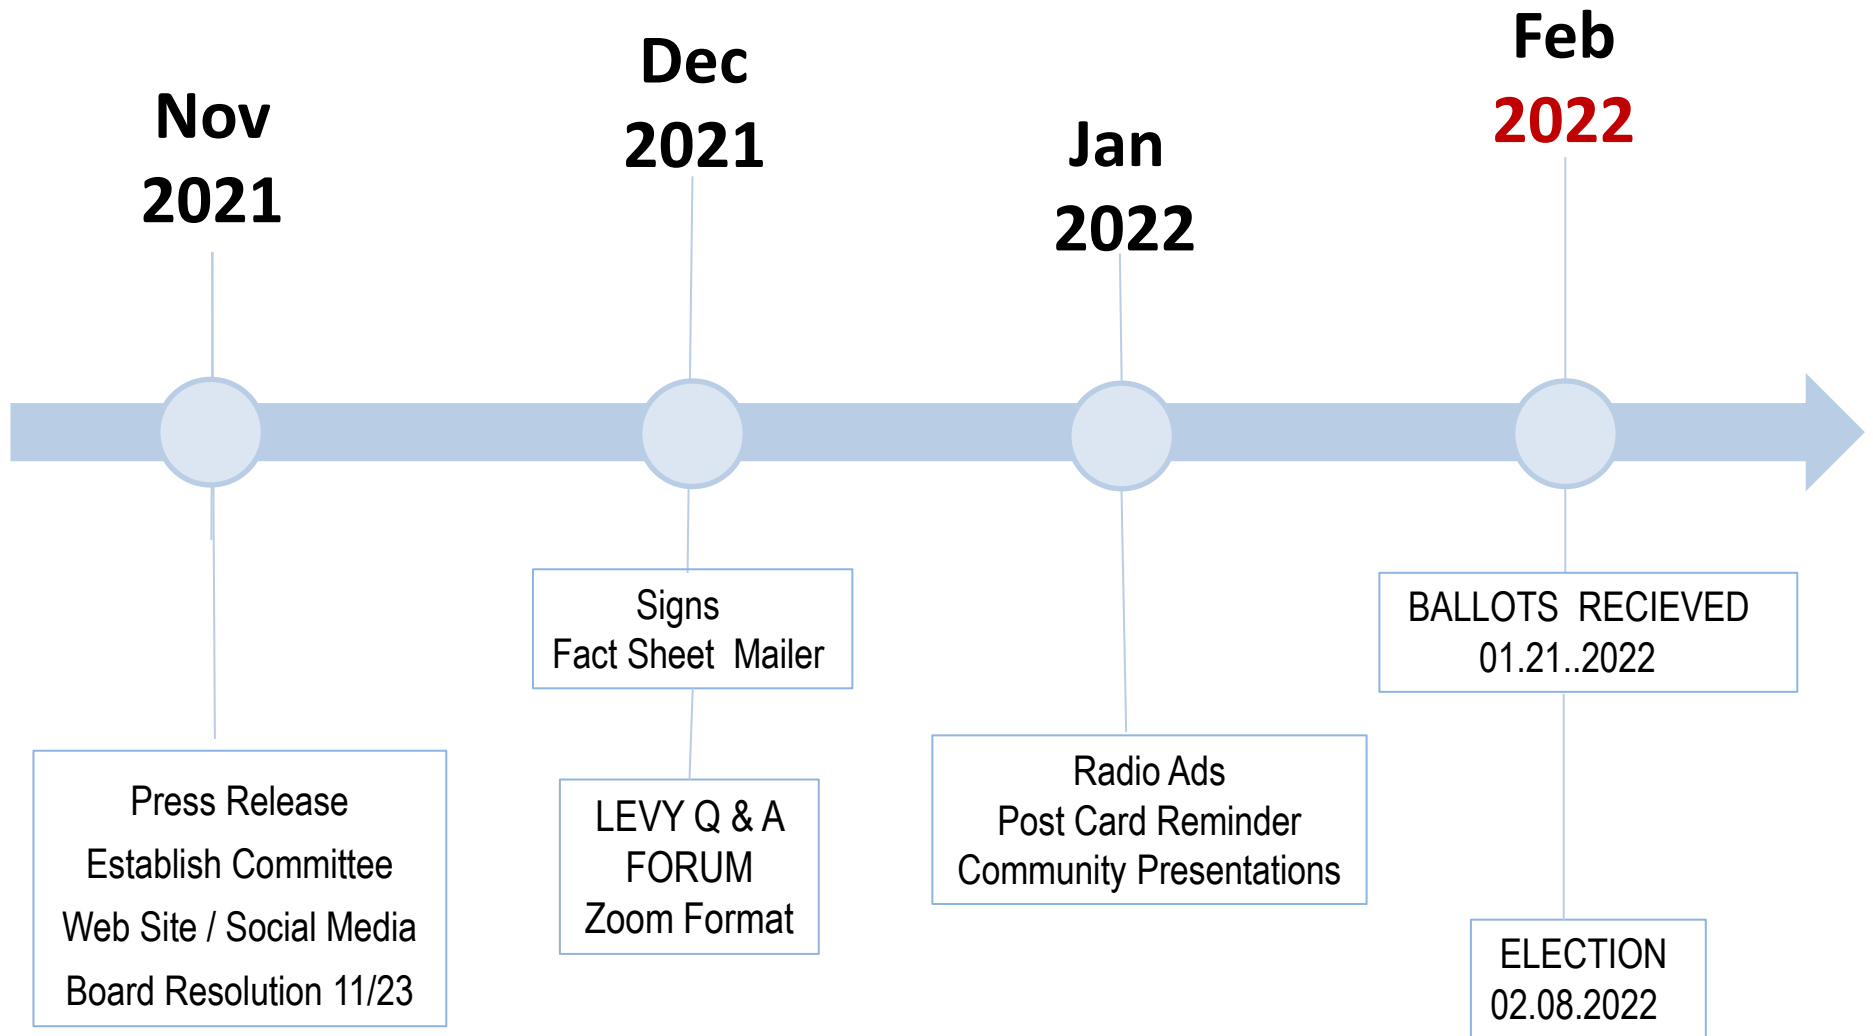 Nov
2021
Dec
2021
Jan
2022
Feb
2022
Press Release
Establish Committee
Web Site / Social Media
Board Resolution 11/23
Signs
Fact Sheet  Mailer
LEVY Q & A
FORUM
Zoom Format
Radio Ads
Post Card Reminder
Community Presentations
BALLOTS  RECIEVED
01.21..2022
ELECTION
02.08.2022